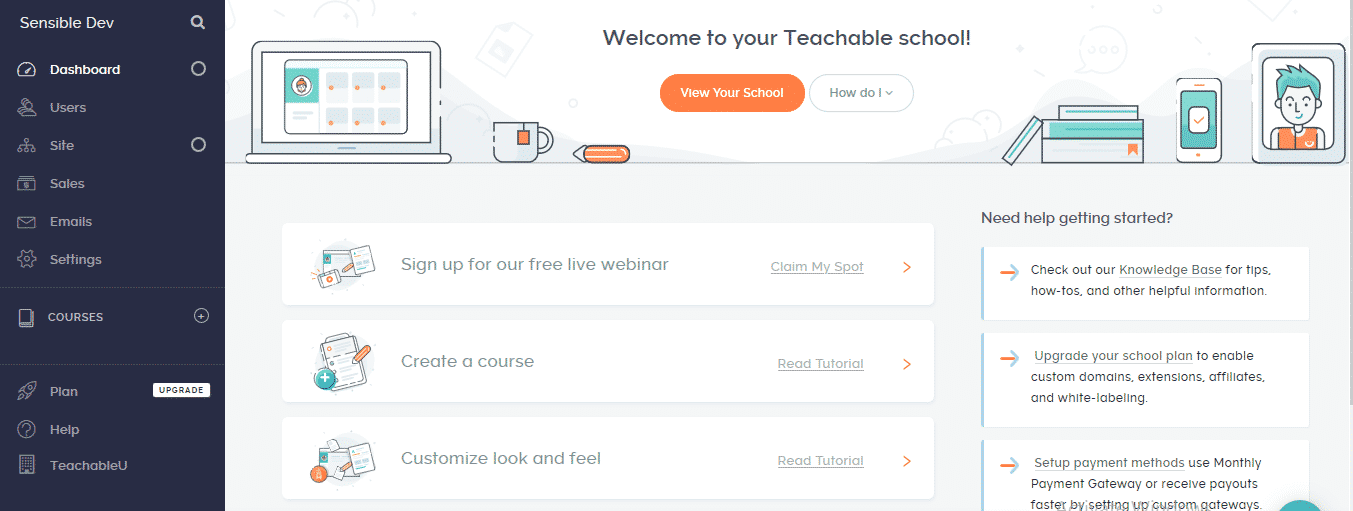 Sensible Dev
Dashboard
Users
Site
Sales
Emails
Settings
COURSES
Plan
UPGRADE
Help
TeachableU
Welcome to your Teachable school!
View Your School
How do I
Sign up for our free live webinar
Claim My Spot
Create a course
Read Tutorial
Customize look and feel
Read Tutorial
Need help getting started?
Check out our Knowledge Base for tips,
how-tos, and other helpful information.
Upgrade your school plan to enable
custom domains, extensions, affiliates,
and white-labeling.
Setup payment methods use Monthly
Payment Gateway or receive payouts
faster by setting up custom gateways.